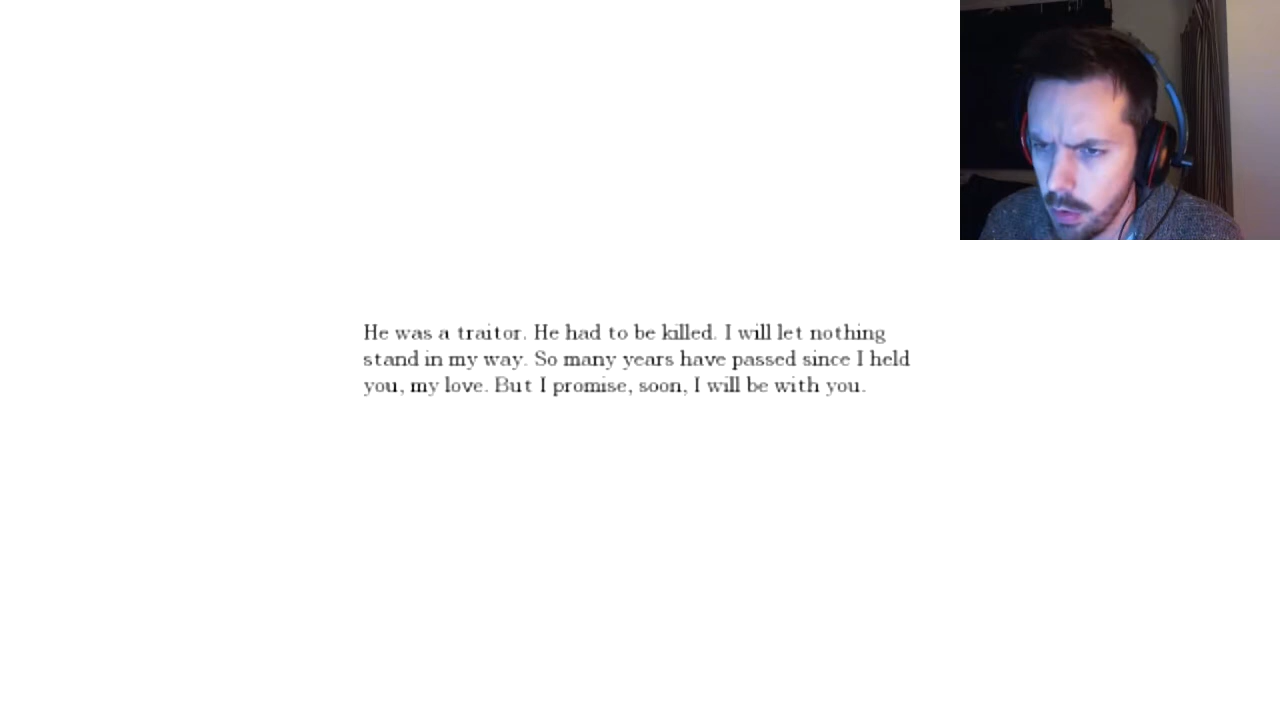 He was a traitor. He had to be killed. I will let nothing
stand in my way. So many years have passed since I held
you, my love. But I promise, soon, I will be with you.